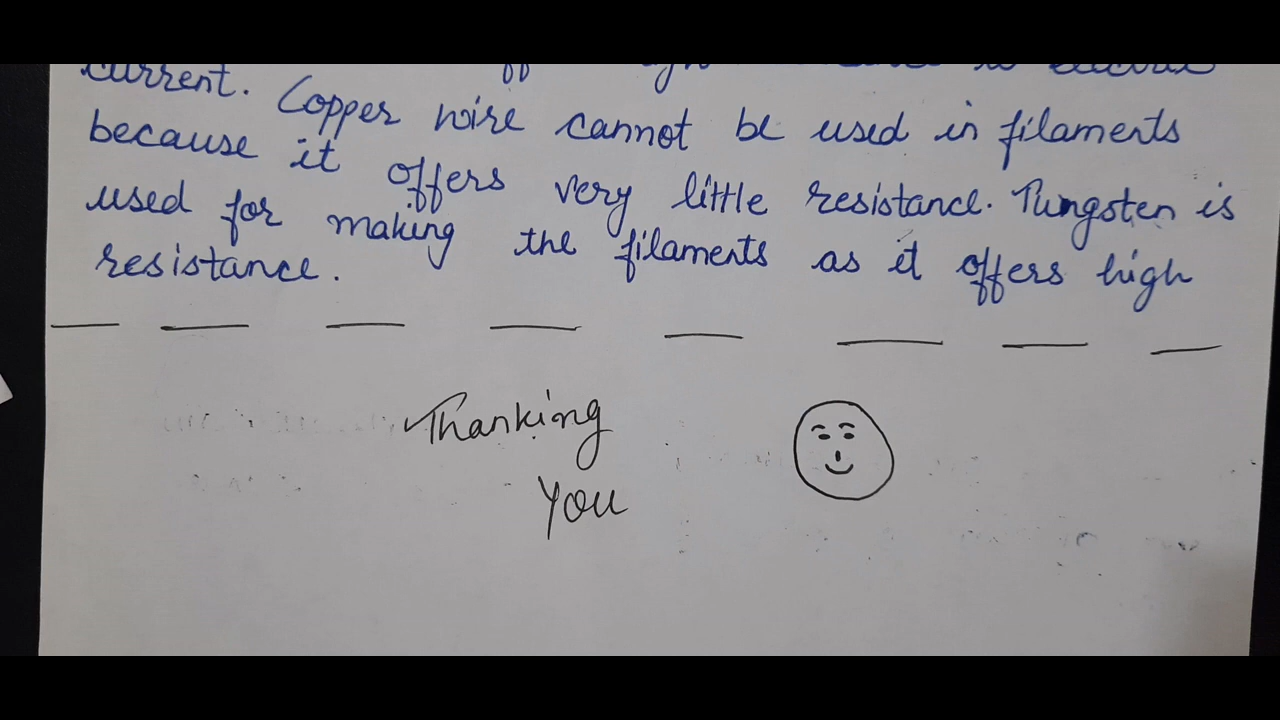 current. Copper wire cannot be used in filaments
because it offers very little resistance. Tungsten is
used for making the filaments as it offers high
resistance.
Thanking
You